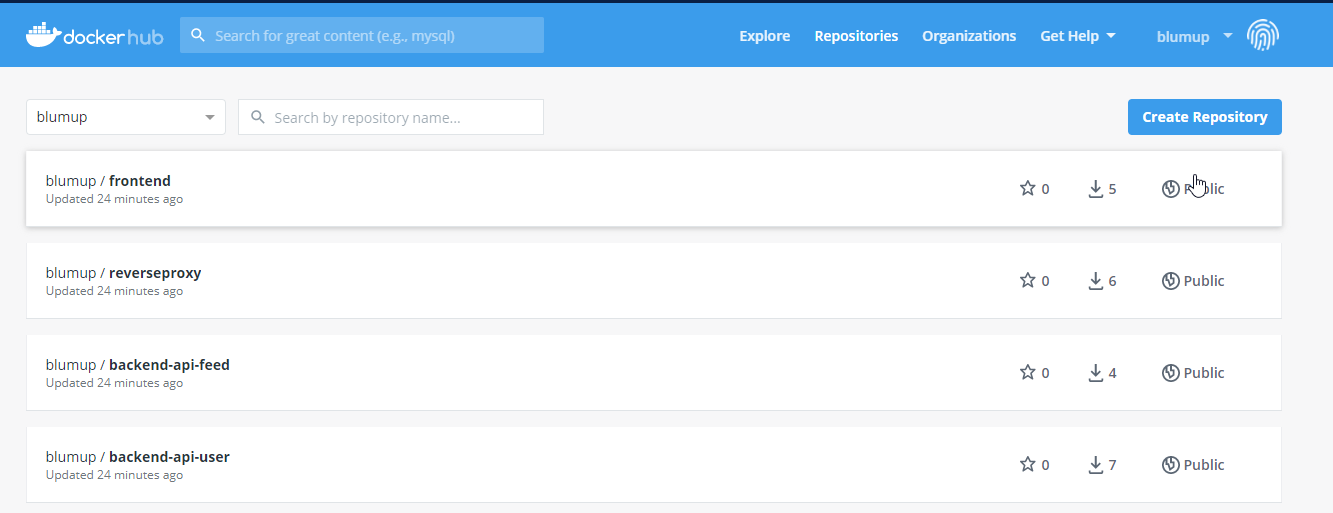 docker hub Search for great content (e.g., mysql) Explore Repositories Organizations Get Help blumup
blumup Search by repository name... Create Repository
blumup / frontend 0 5 Public
Updated 24 minutes ago
blumup / reverseproxy 0 6 Public
Updated 24 minutes ago
blumup / backend-api-feed 0 4 Public
Updated 24 minutes ago
blumup / backend-api-user 0 7 Public
Updated 24 minutes ago